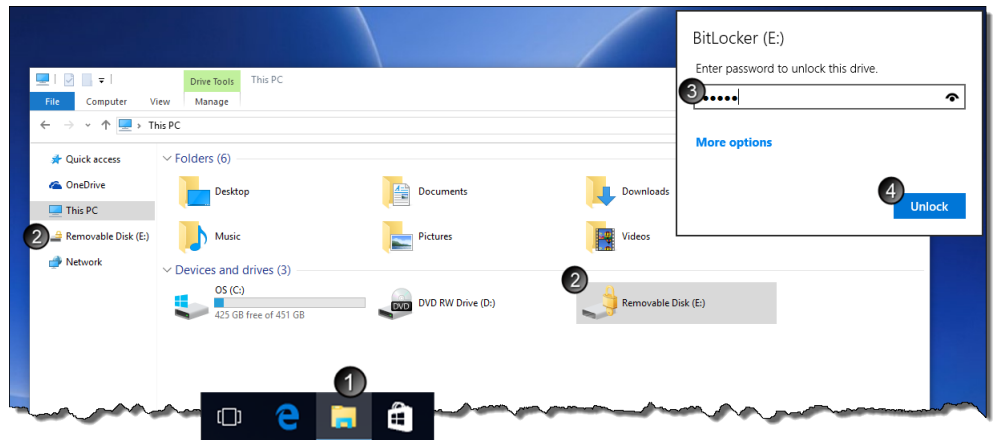 BitLocker (E:)
Enter password to unlock this drive.
3
More options
4
Unlock
Drive Tools This PC
File Computer View Manage
This PC
Quick access
OneDrive
This PC
2 Removable Disk (E:)
Network
Folders (6)
Desktop Documents Downloads
Music Pictures Videos
Devices and drives (3)
OS (C:)
425 GB free of 451 GB
DVD
DVD RW Drive (D:)
2
Removable Disk (E:)
1